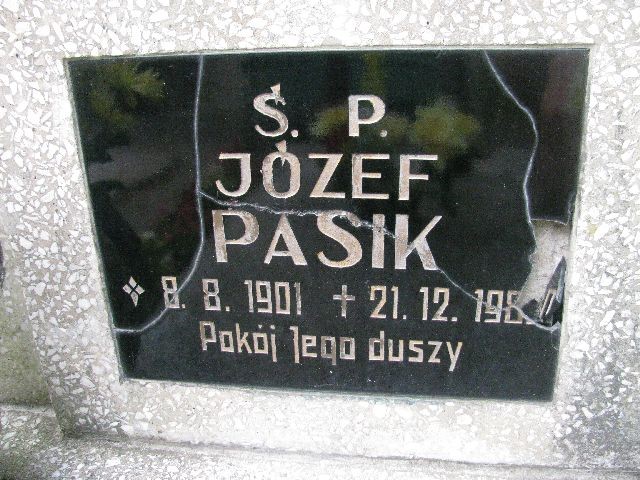 Ś. P.
JÓZEF
PASIK
8. 8. 1901 + 21. 12.
Pokój Jego duszy